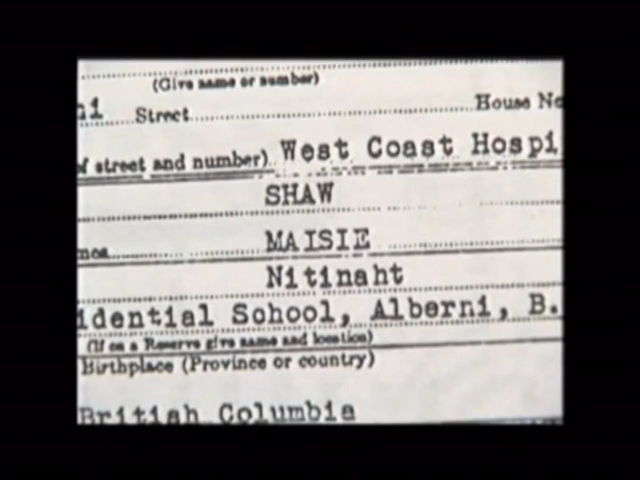 (Give name or number)
Street House No
of street and number) West Coast Hospi
SHAW
MAISIE
Nitinaht
idential School, Alberni, B.
(If on a Reserve give name and location)
Birthplace (Province or country)
British Columbia